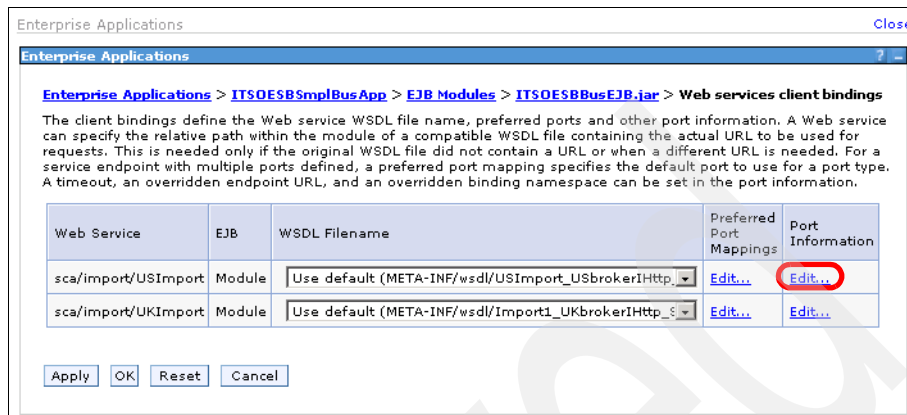 Enterprise Applications Close
Enterprise Applications ? –
Enterprise Applications > ITSOESBSmplBusApp > EJB Modules > ITSOESBBusEJB.jar > Web services client bindings
The client bindings define the Web service WSDL file name, preferred ports and other port information. A Web service
can specify the relative path within the module of a compatible WSDL file containing the actual URL to be used for
requests. This is needed only if the original WSDL file did not contain a URL or when a different URL is needed. For a
service endpoint with multiple ports defined, a preferred port mapping specifies the default port to use for a port type.
A timeout, an overridden endpoint URL, and an overridden binding namespace can be set in the port information.
Web Service EJB WSDL Filename Preferred Port Mappings Port Information
sca/import/USImport Module Use default (META-INF/wsdl/USImport_USbrokerIHttp_ Edit... Edit...
sca/import/UKImport Module Use default (META-INF/wsdl/Import1_UKbrokerIHttp_S Edit... Edit...
Apply OK Reset Cancel